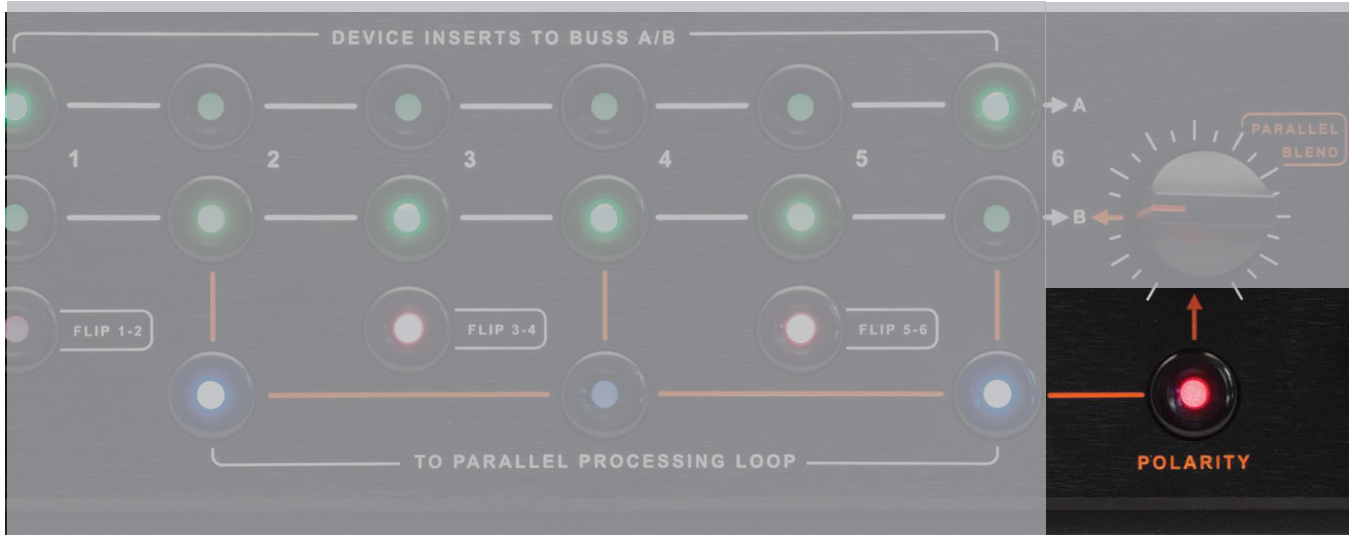 DEVICE INSERTS TO BUSS A/B
A
PARALLEL
BLEND
1 2 3 4 5 6
B
FLIP 1-2 FLIP 3-4 FLIP 5-6
TO PARALLEL PROCESSING LOOP
POLARITY